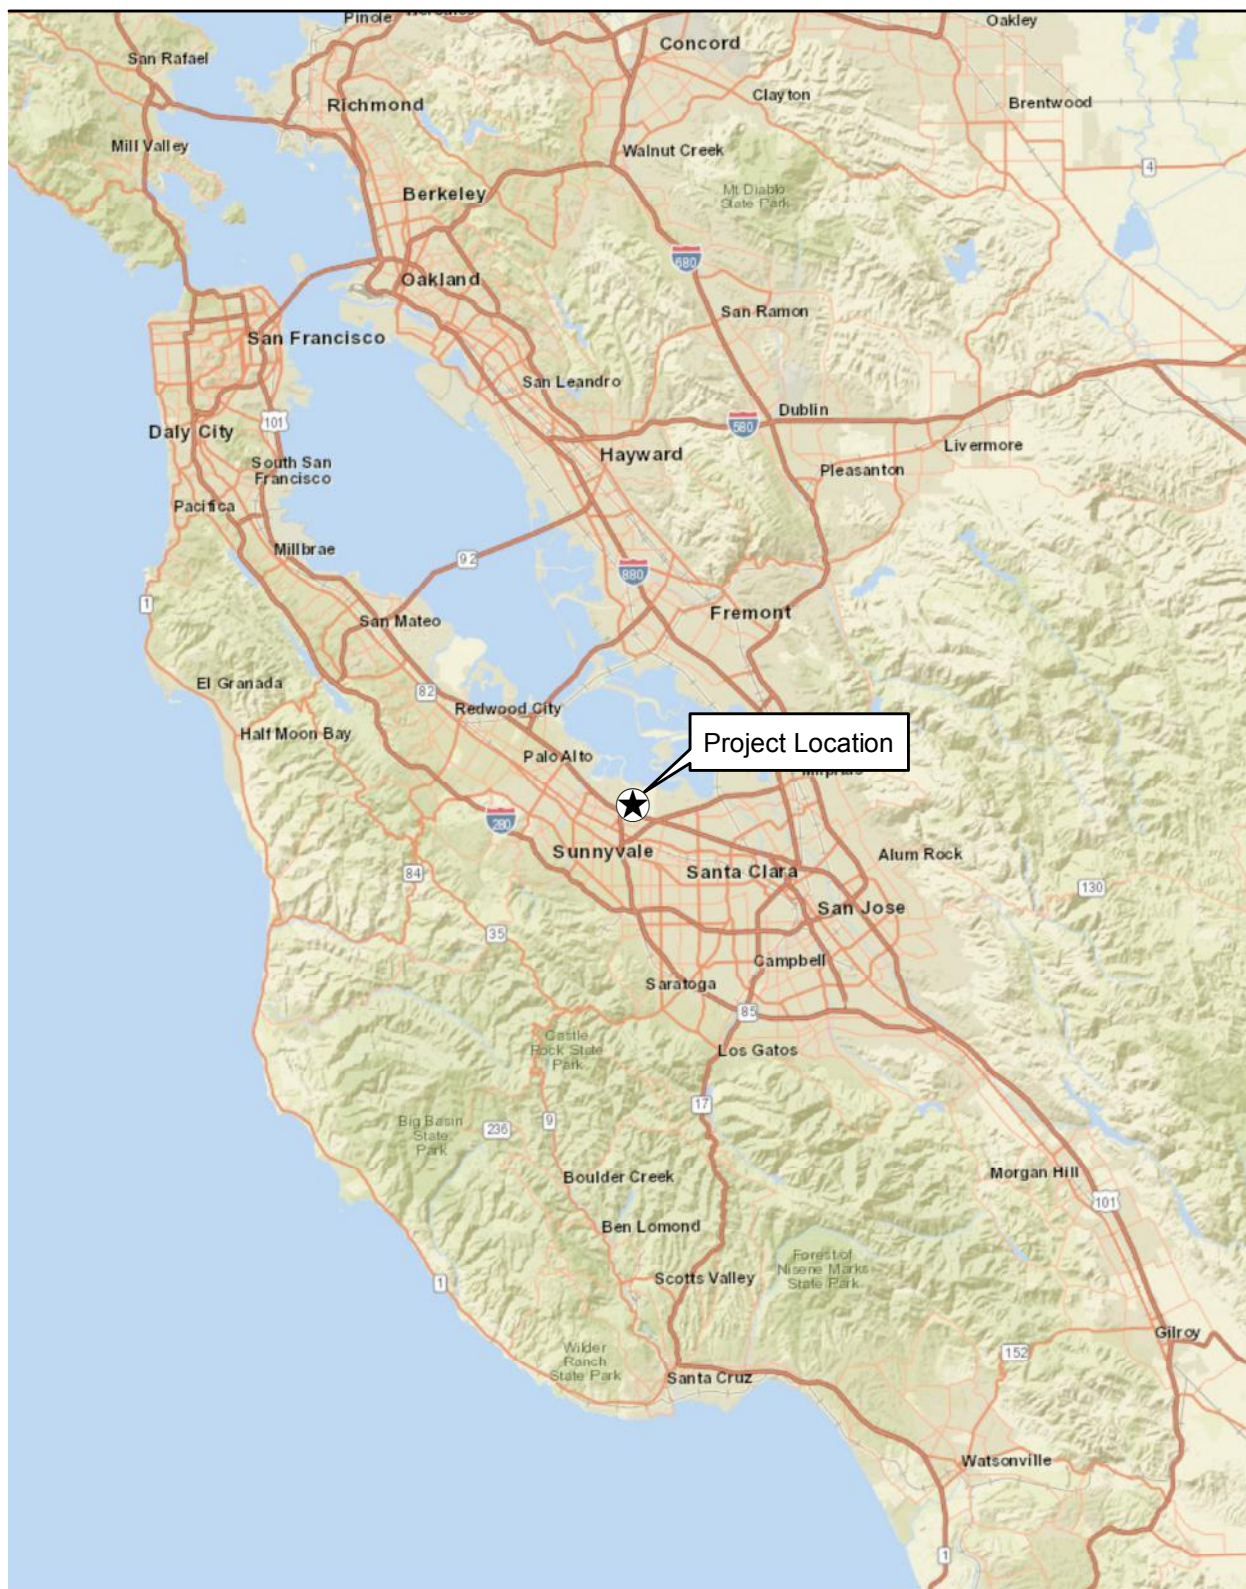 Pinole
Oakley
Concord
San Rafael
Clayton
Richmond
Brentwood
Mill Valley
Walnut Creek
4
Berkeley
Mt Diablo
State Park
680
Oakland
San Ramon
San Francisco
San Leandro
Dublin
101
580
Daly City
Livermore
Hayward
South San
Francisco
Pleasanton
Pacifica
Millbrae
92
880
1
Fremont
San Mateo
El Granada
82
Redwood City
Half Moon Bay
Project Location
Palo Alto
280
Sunnyvale
Alum Rock
Santa Clara
84
130
San Jose
35
Campbell
Saratoga
85
Castle
Rock State
Park
Los Gatos
17
Big Basin
State
Park
236
9
Boulder Creek
Morgan Hill
101
Ben Lomond
Forest of
Nisene Marks
State Park
Scotts Valley
1
Gilroy
152
Wilder
Ranch
State Park
Santa Cruz
Watsonville
1